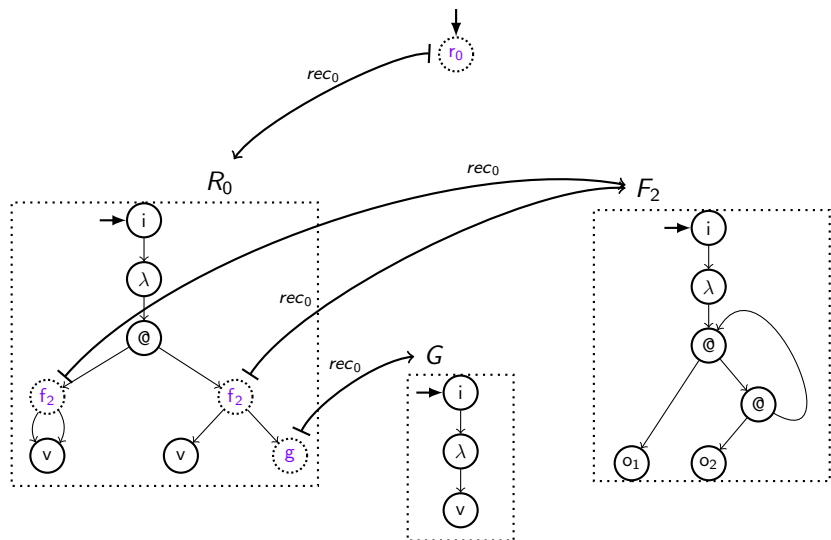 r₀
rec₀
R₀
rec₀
F₂
i
i
λ
λ
rec₀
@
@
rec₀
G
f₂
f₂
i
@
v
v
g
λ
o₁
o₂
v